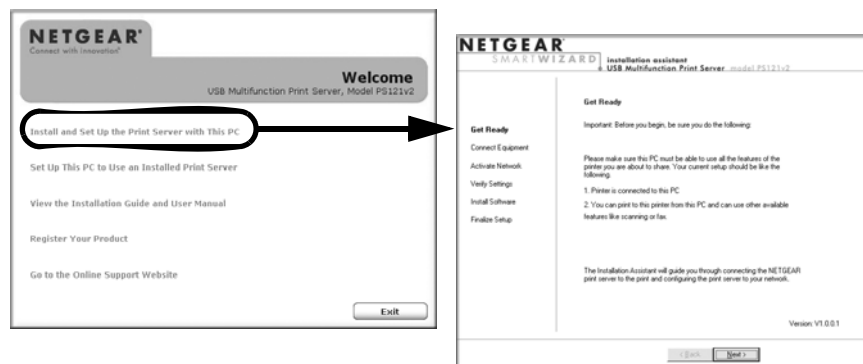 NETGEAR®
Connect with Innovation™
Welcome
USB Multifunction Print Server, Model PS121v2
Install and Set Up the Print Server with This PC
Set Up This PC to Use an Installed Print Server
View the Installation Guide and User Manual
Register Your Product
Go to the Online Support Website
Exit
NETGEAR
SMARTWIZARD installation assistant
USB Multifunction Print Server model PS121v2
Get Ready
Connect Equipment
Activate Network
Verify Settings
Install Software
Finalize Setup
Get Ready
Important: Before you begin, be sure you do the following:
Please make sure this PC must be able to use all the features of the
printer you are about to share. Your current setup should be like the
following.
1. Printer is connected to this PC
2. You can print to this printer from this PC and can use other available
features like scanning or fax.
The Installation Assistant will guide you through connecting the NETGEAR
print server to the print and configuring the print server to your network.
Version: V1.0.0.1
< Back
Next >